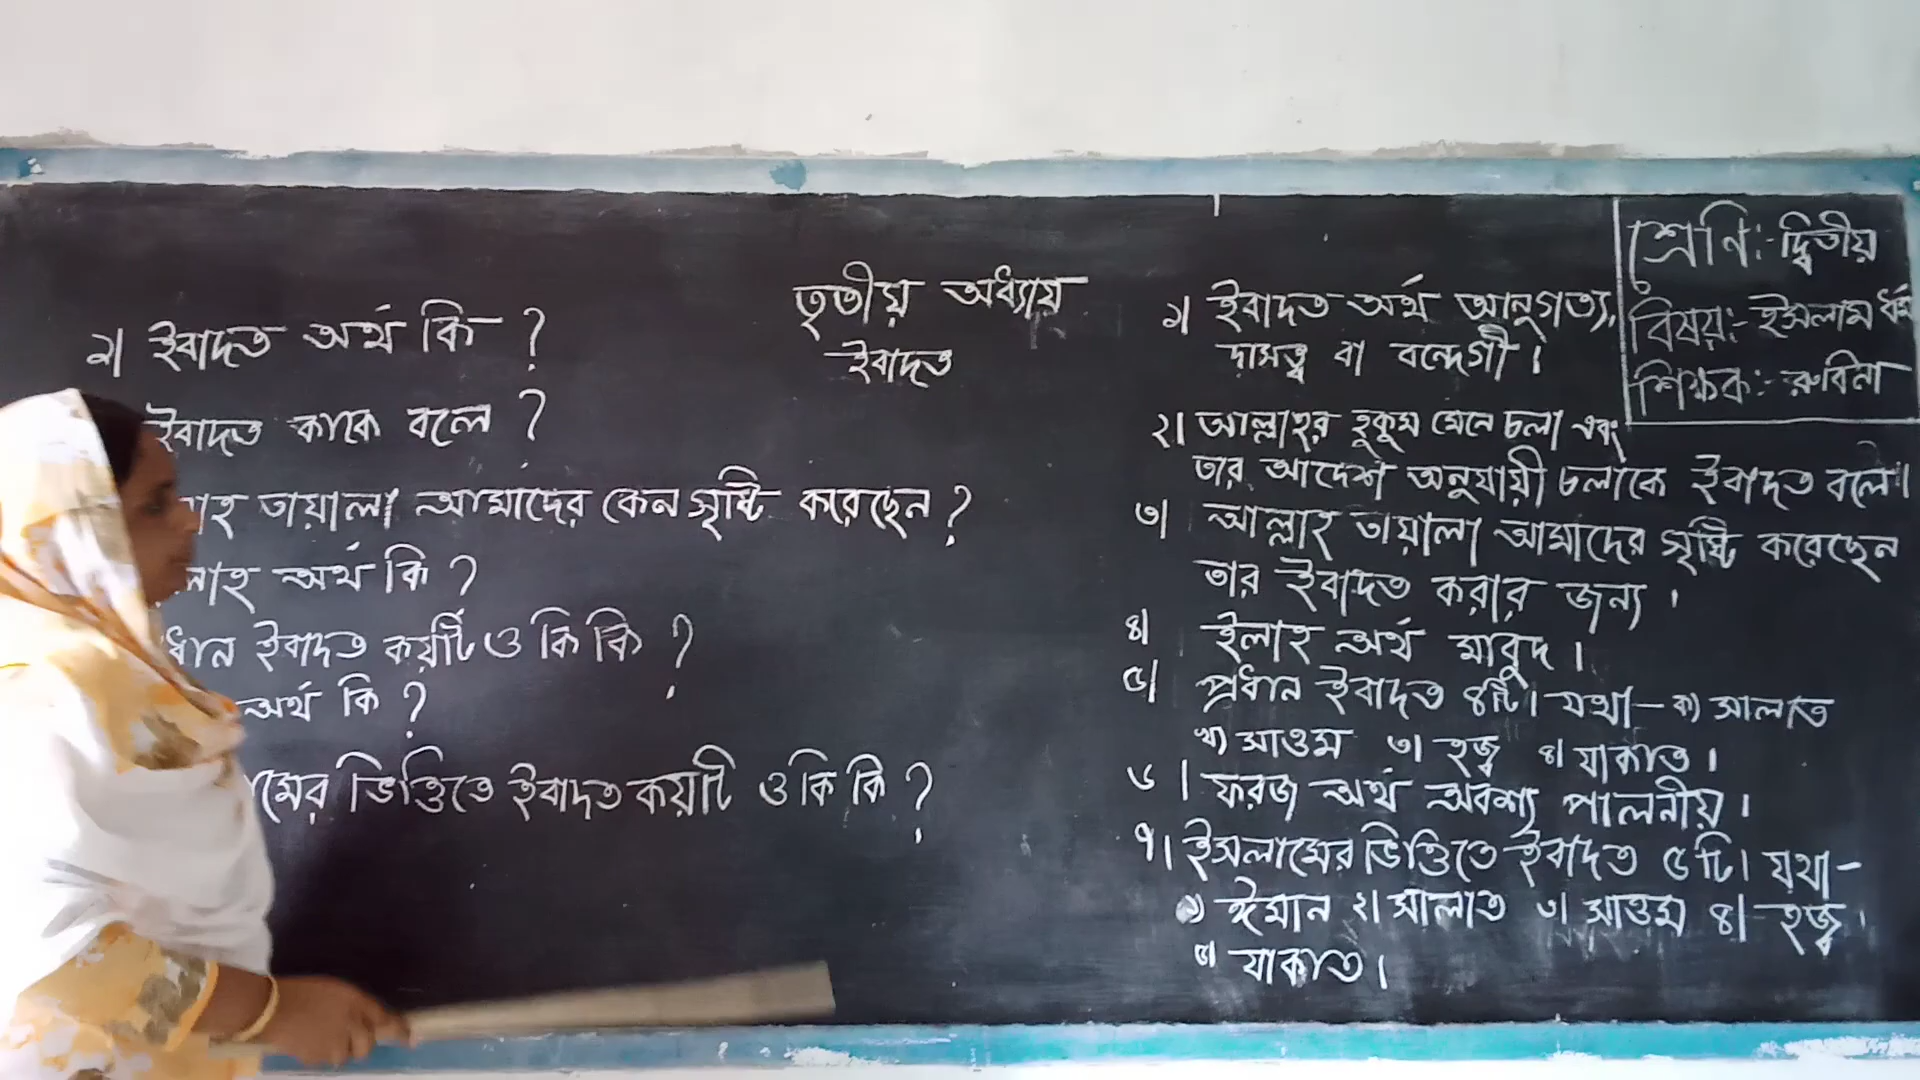 শ্রেণি:- দ্বিতীয়
বিষয়:- ইসলাম ধর্ম
শিক্ষক:- রুবিনা
তৃতীয় অধ্যায়
ইবাদত
১। ইবাদত অর্থ কি ?
ইবাদত কাকে বলে ?
তায়ালা আমাদের কেন সৃষ্টি করেছেন ?
অর্থ কি ?
ইবাদত কয়টি ও কি কি ?
অর্থ কি ?
ভিত্তিতে ইবাদত কয়টি ও কি কি ?
১। ইবাদত অর্থ আনুগত্য,
দাসত্ব বা বন্দেগী।
২। আল্লাহর হুকুম মেনে চলা এবং
তার আদেশ অনুযায়ী চলাকে ইবাদত বলে।
৩। আল্লাহ তায়ালা আমাদের সৃষ্টি করেছেন
তার ইবাদত করার জন্য।
৪। ইলাহ অর্থ মাবুদ।
৫। প্রধান ইবাদত ৪টি। যথা— ক) সালাত
খ) সাওম ৩। হজ্ব ৪। যাকাত।
৬। ফরজ অর্থ অবশ্য পালনীয়।
৭। ইসলামের ভিত্তিতে ইবাদত ৫টি। যথা—
১) ঈমান ২। সালাত ৩। সাওম ৪। হজ্ব।
৫। যাকাত।